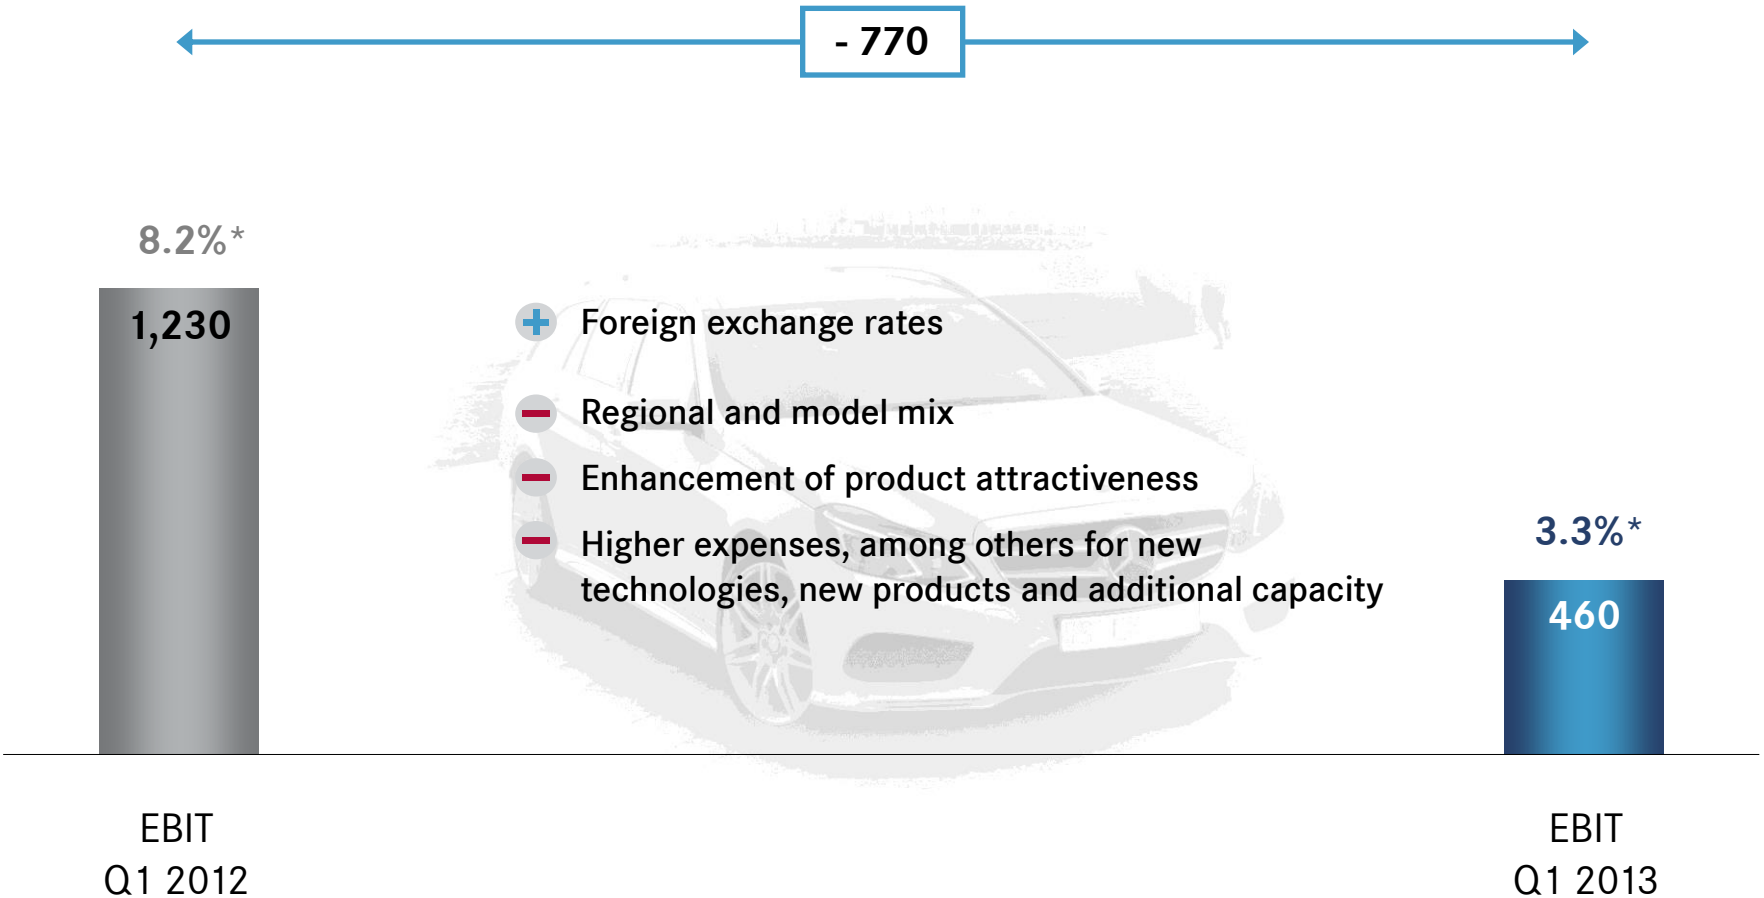 - 770
8.2%*
1,230
Foreign exchange rates
Regional and model mix
Enhancement of product attractiveness
Higher expenses, among others for new
technologies, new products and additional capacity
3.3%*
460
EBIT
Q1 2012
EBIT
Q1 2013